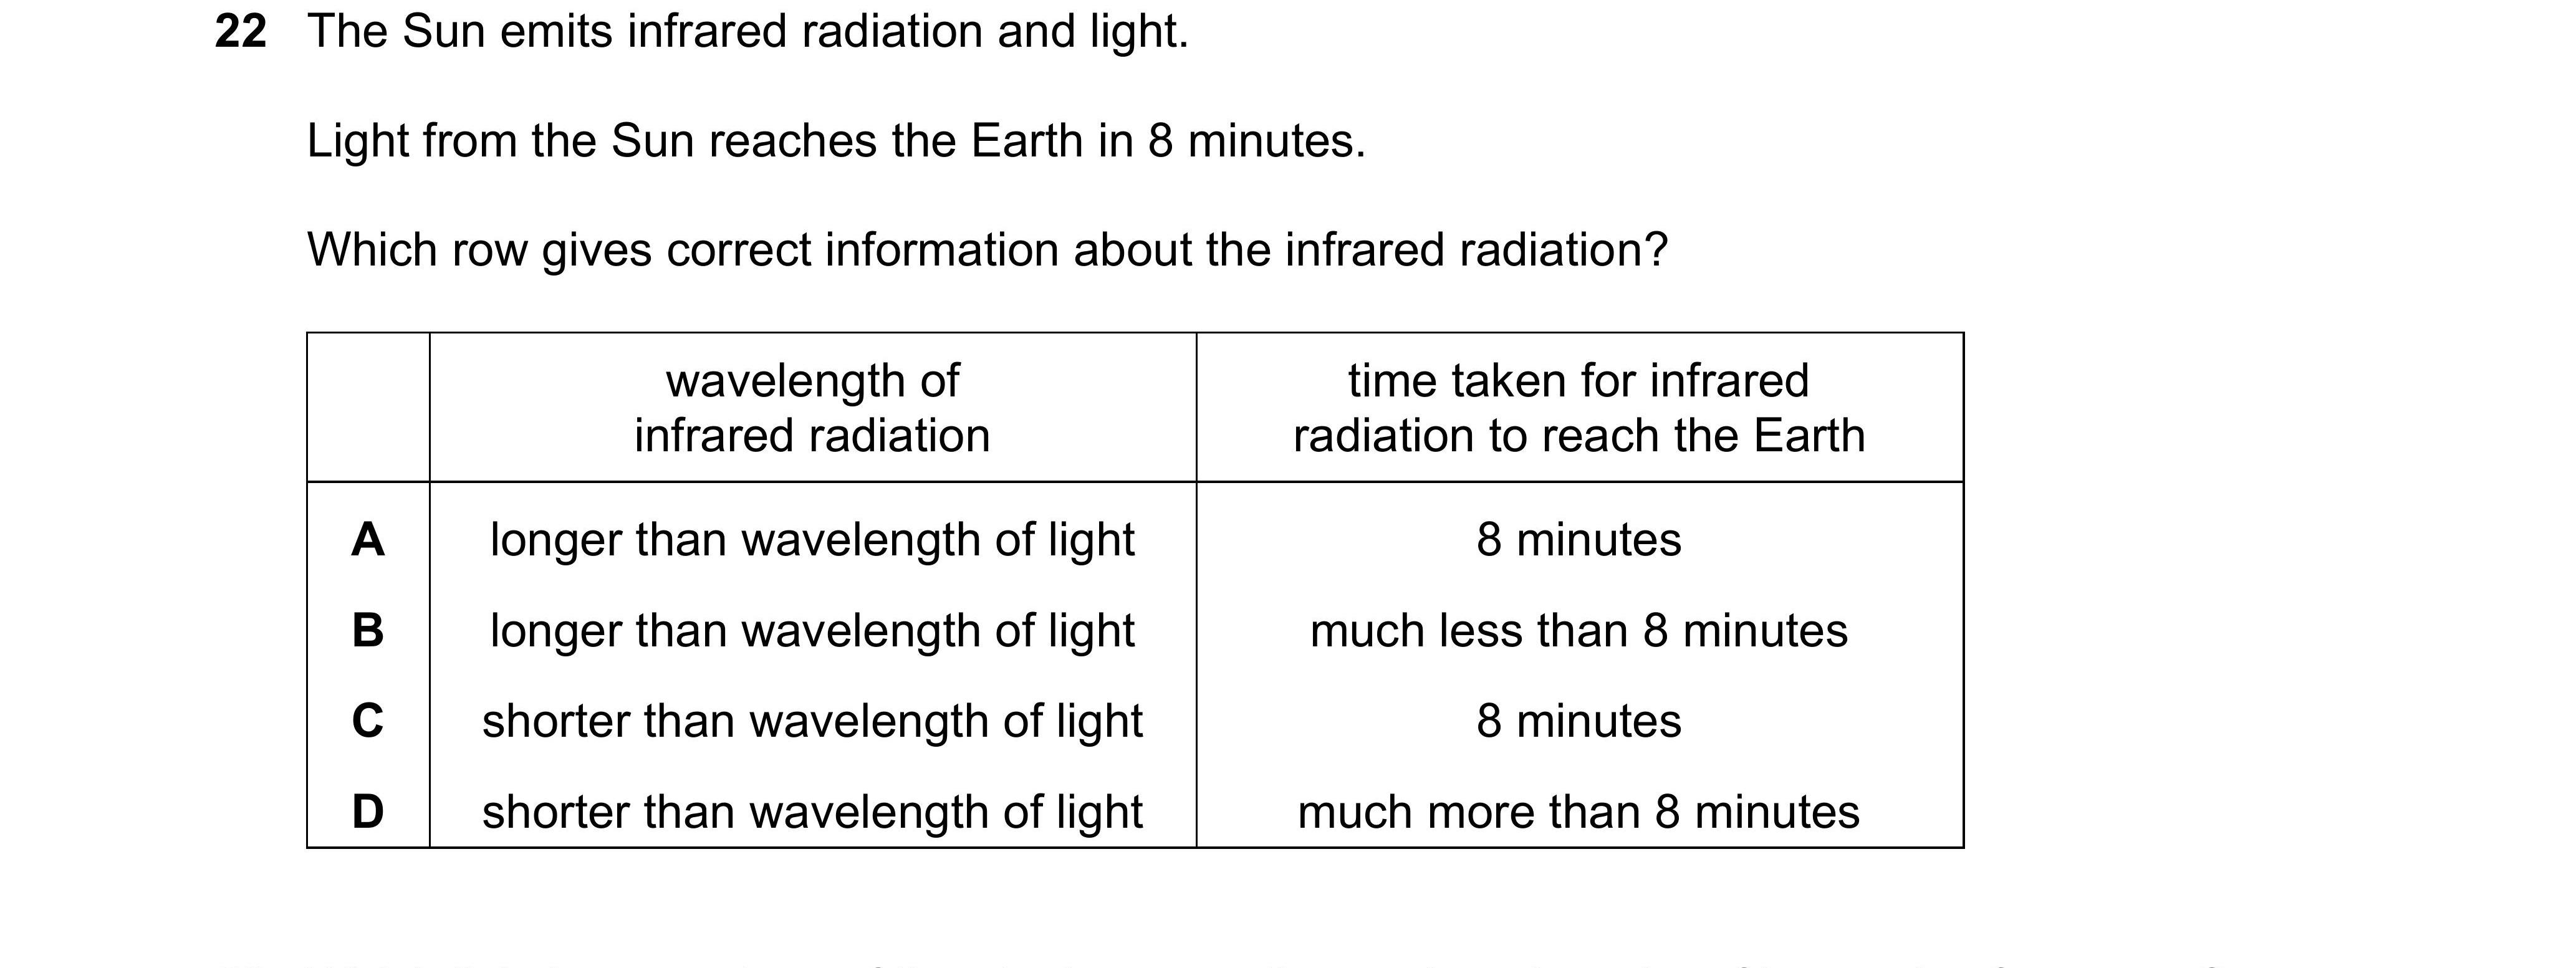 22 The Sun emits infrared radiation and light.
Light from the Sun reaches the Earth in 8 minutes.
Which row gives correct information about the infrared radiation?
wavelength of infrared radiation
time taken for infrared radiation to reach the Earth
A longer than wavelength of light 8 minutes
B longer than wavelength of light much less than 8 minutes
C shorter than wavelength of light 8 minutes
D shorter than wavelength of light much more than 8 minutes